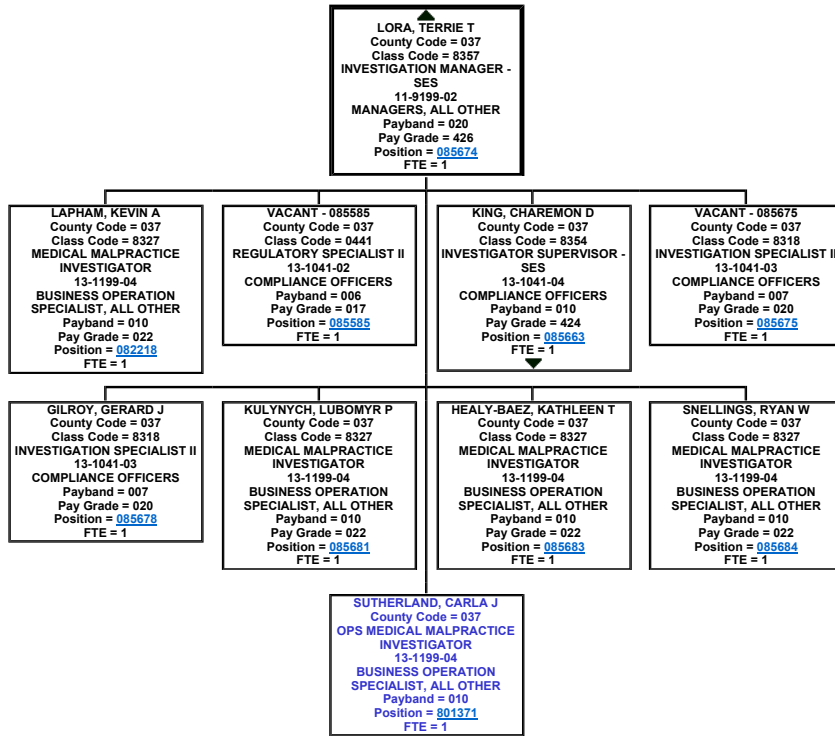 LORA, TERRIE T
County Code = 037
Class Code = 8357
INVESTIGATION MANAGER -
SES
11-9199-02
MANAGERS, ALL OTHER
Payband = 020
Pay Grade = 426
Position = 085674
FTE = 1
LAPHAM, KEVIN A
County Code = 037
Class Code = 8327
MEDICAL MALPRACTICE
INVESTIGATOR
13-1199-04
BUSINESS OPERATION
SPECIALIST, ALL OTHER
Payband = 010
Pay Grade = 022
Position = 082218
FTE = 1
VACANT - 085585
County Code = 037
Class Code = 0441
REGULATORY SPECIALIST II
13-1041-02
COMPLIANCE OFFICERS
Payband = 006
Pay Grade = 017
Position = 085585
FTE = 1
KING, CHAREMON D
County Code = 037
Class Code = 8354
INVESTIGATOR SUPERVISOR -
SES
13-1041-04
COMPLIANCE OFFICERS
Payband = 010
Pay Grade = 424
Position = 085663
FTE = 1
VACANT - 085675
County Code = 037
Class Code = 8318
INVESTIGATION SPECIALIST II
13-1041-03
COMPLIANCE OFFICERS
Payband = 007
Pay Grade = 020
Position = 085675
FTE = 1
GILROY, GERARD J
County Code = 037
Class Code = 8318
INVESTIGATION SPECIALIST II
13-1041-03
COMPLIANCE OFFICERS
Payband = 007
Pay Grade = 020
Position = 085678
FTE = 1
KULYNYCH, LUBOMYR P
County Code = 037
Class Code = 8327
MEDICAL MALPRACTICE
INVESTIGATOR
13-1199-04
BUSINESS OPERATION
SPECIALIST, ALL OTHER
Payband = 010
Pay Grade = 022
Position = 085681
FTE = 1
HEALY-BAEZ, KATHLEEN T
County Code = 037
Class Code = 8327
MEDICAL MALPRACTICE
INVESTIGATOR
13-1199-04
BUSINESS OPERATION
SPECIALIST, ALL OTHER
Payband = 010
Pay Grade = 022
Position = 085683
FTE = 1
SNELLINGS, RYAN W
County Code = 037
Class Code = 8327
MEDICAL MALPRACTICE
INVESTIGATOR
13-1199-04
BUSINESS OPERATION
SPECIALIST, ALL OTHER
Payband = 010
Pay Grade = 022
Position = 085684
FTE = 1
SUTHERLAND, CARLA J
County Code = 037
OPS MEDICAL MALPRACTICE
INVESTIGATOR
13-1199-04
BUSINESS OPERATION
SPECIALIST, ALL OTHER
Payband = 010
Position = 801371
FTE = 1